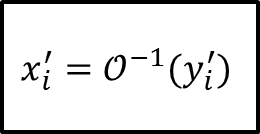 x′ᵢ = 𝒪⁻¹(y′ᵢ)